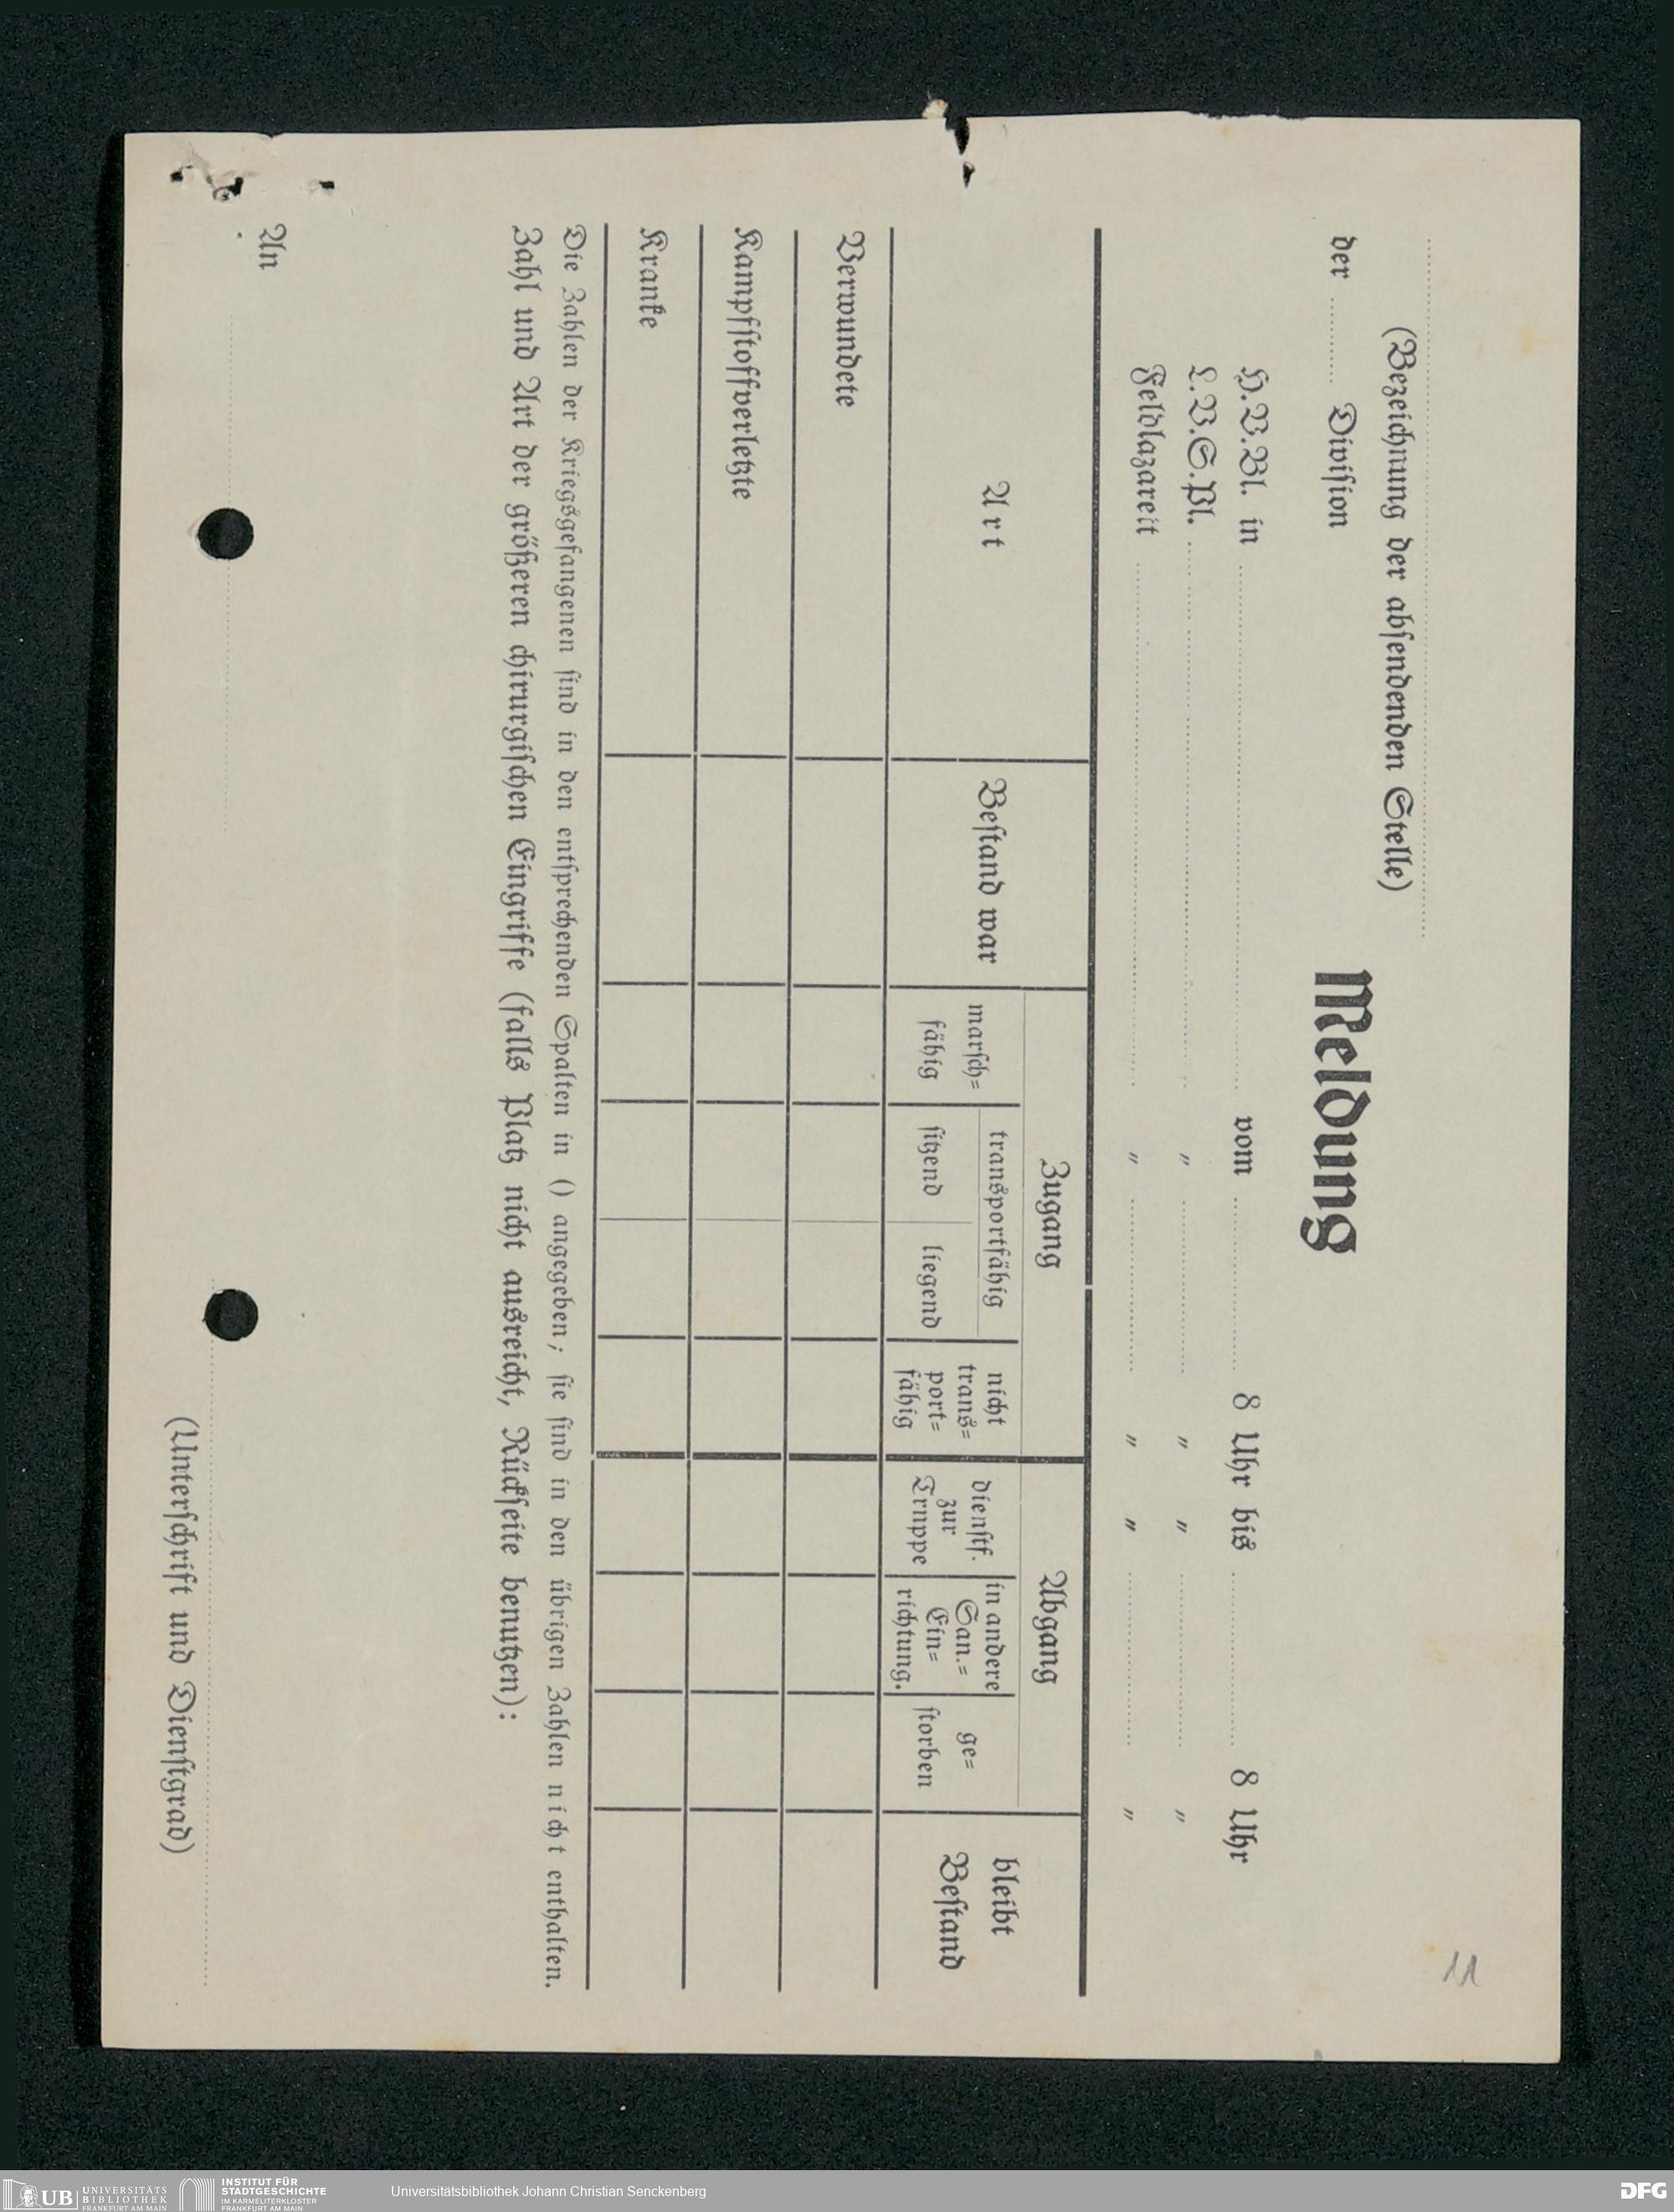 11
(Bezeichnung der absendenden Stelle)
Meldung
der Division
H.V.Bl. in vom 8 Uhr bis 8 Uhr
L.V.S.Pl. " " " "
Feldlazarett " " " "
Art
Bestand war
Zugang
Abgang
bleibt
Bestand
marsch=
fähig
transportfähig
sitzend liegend
nicht
trans=
port=
fähig
dienstf.
zur
Truppe
in andere
San.=
Ein=
richtung.
ge=
storben
Verwundete
Kampfstoffverletzte
Kranke
Die Zahlen der Kriegsgefangenen sind in den entsprechenden Spalten in () angegeben; sie sind in den übrigen Zahlen nicht enthalten.
Zahl und Art der größeren chirurgischen Eingriffe (falls Platz nicht ausreicht, Rückseite benutzen):
An
(Unterschrift und Dienstgrad)
UB UNIVERSITÄTS
BIBLIOTHEK
FRANKFURT AM MAIN
INSTITUT FÜR
STADTGESCHICHTE
IM KARMELITERKLOSTER
FRANKFURT AM MAIN
Universitätsbibliothek Johann Christian Senckenberg
DFG